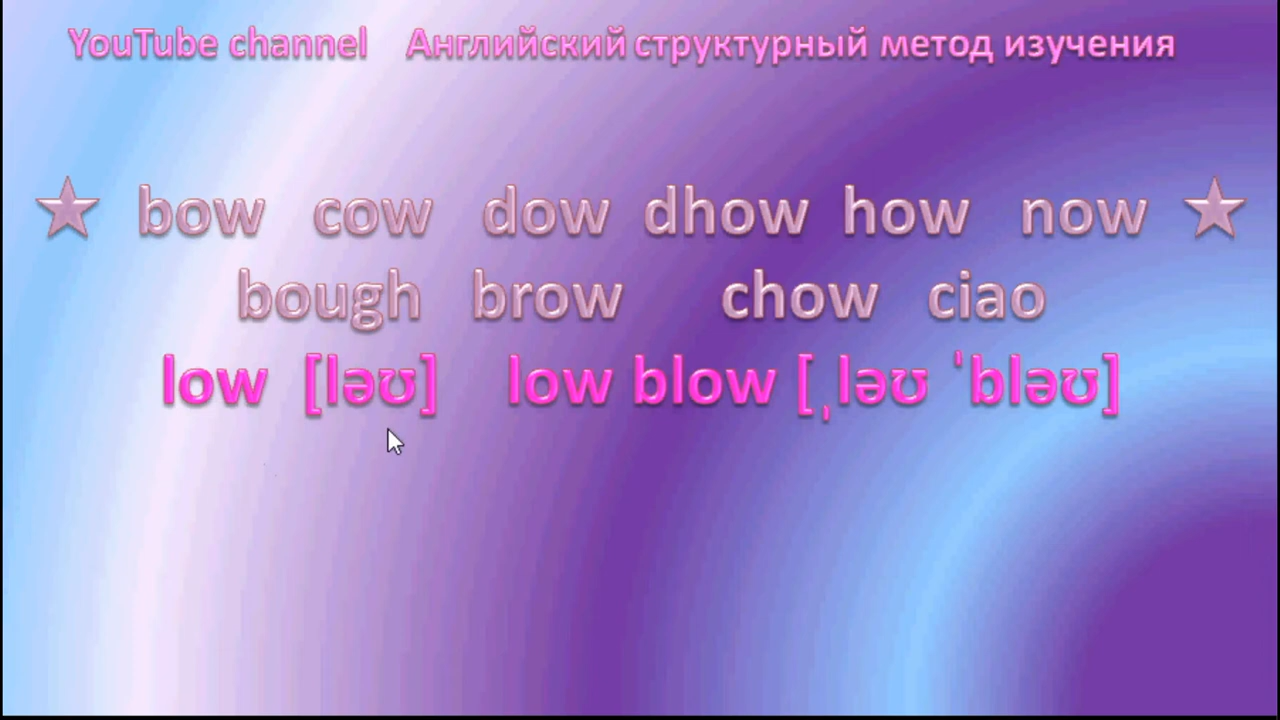 YouTube channel Английский структурный метод изучения
★ bow cow dow dhow how now ★
bough brow chow ciao
low [ləʊ] low blow [ˌləʊ ˈbləʊ]